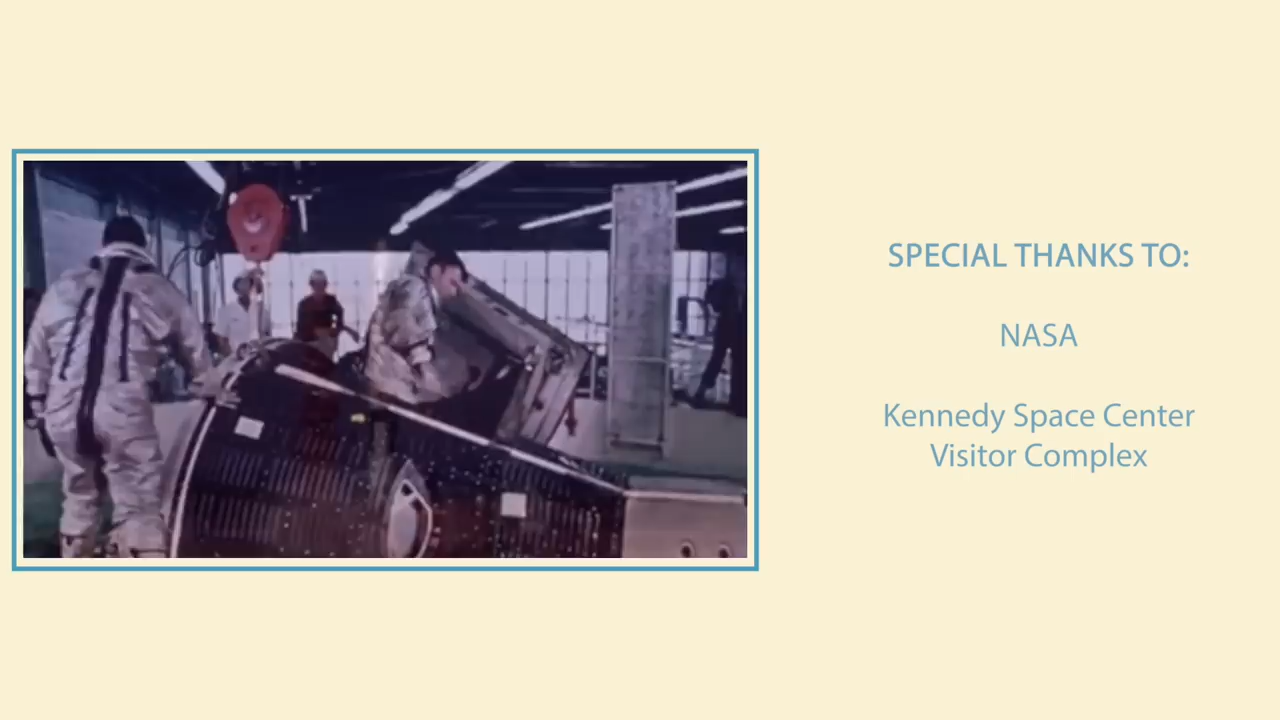 SPECIAL THANKS TO:
NASA
Kennedy Space Center
Visitor Complex